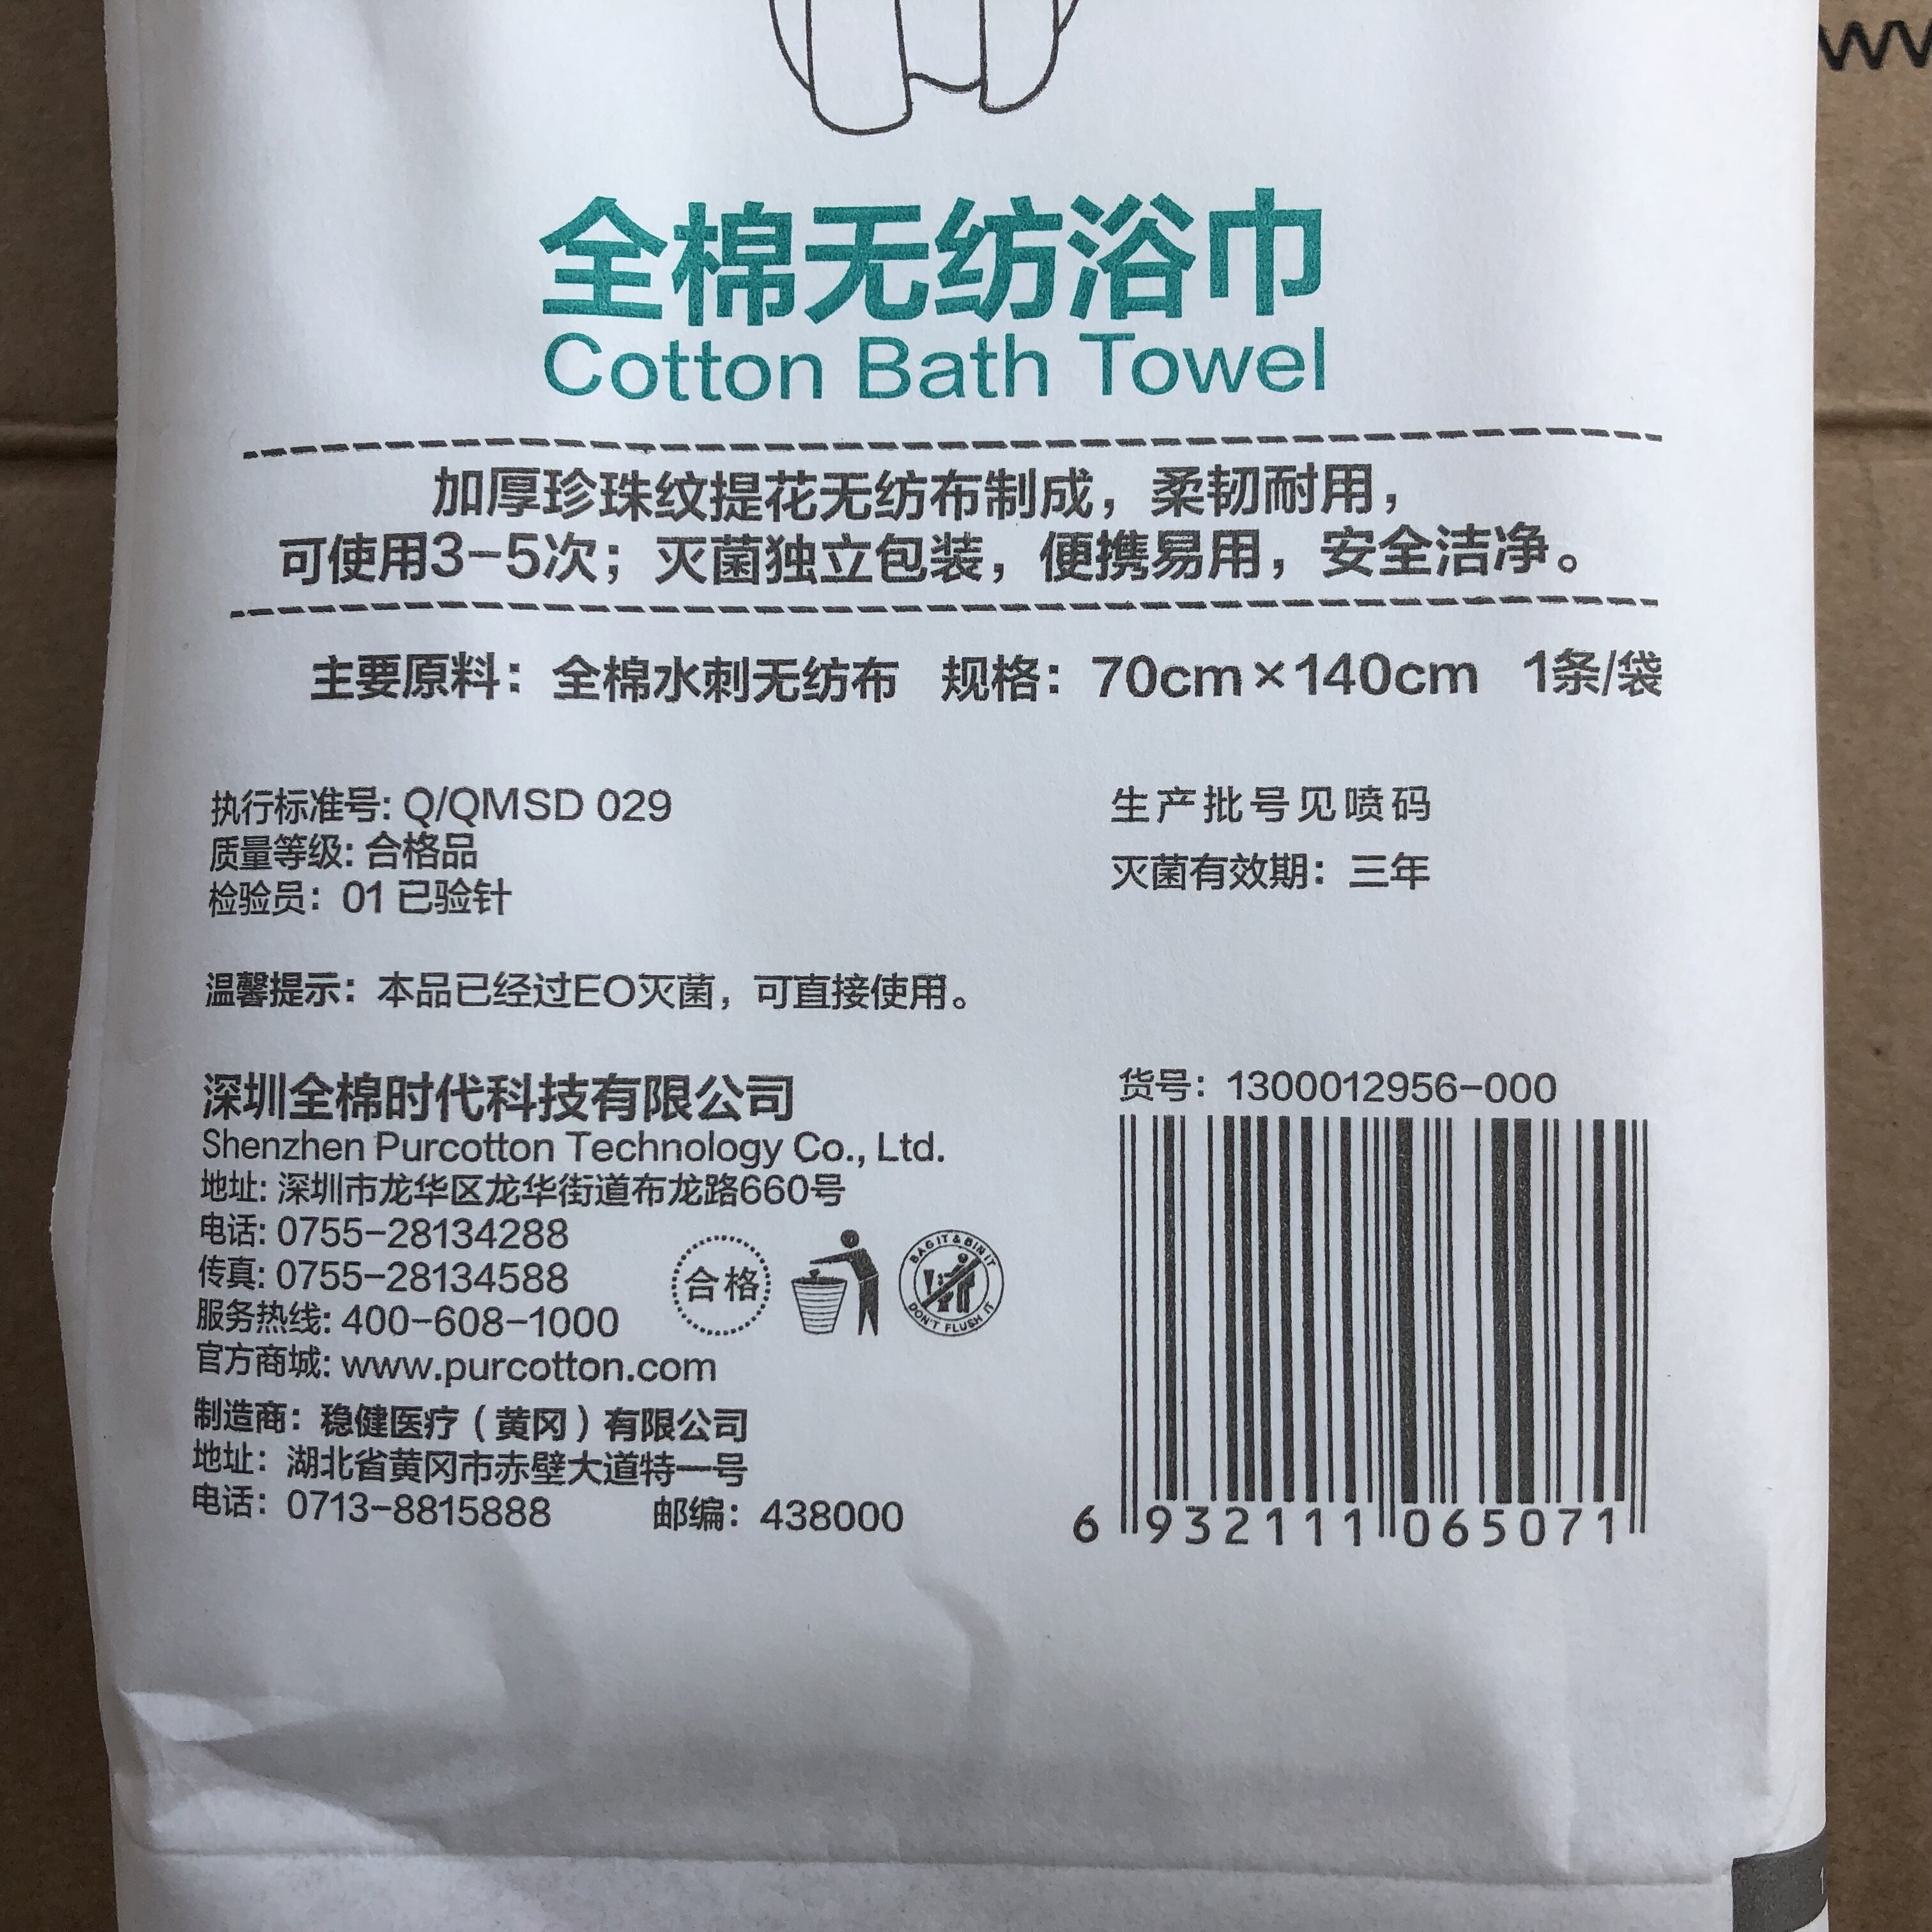 全棉无纺浴巾
Cotton Bath Towel
加厚珍珠纹提花无纺布制成，柔韧耐用，
可使用3-5次；灭菌独立包装，便携易用，安全洁净。
主要原料：全棉水刺无纺布 规格：70cm×140cm 1条/袋
执行标准号: Q/QMSD 029
质量等级: 合格品
检验员：01 已验针
生产批号见喷码
灭菌有效期：三年
温馨提示：本品已经过EO灭菌，可直接使用。
深圳全棉时代科技有限公司
Shenzhen Purcotton Technology Co., Ltd.
地址: 深圳市龙华区龙华街道布龙路660号
电话: 0755-28134288
传真: 0755-28134588
服务热线: 400-608-1000
官方商城: www.purcotton.com
合格
BAG IT & BIN IT
DON'T FLUSH IT
制造商：稳健医疗（黄冈）有限公司
地址：湖北省黄冈市赤壁大道特一号
电话：0713-8815888 邮编：438000
货号：1300012956-000
6 932111 065071